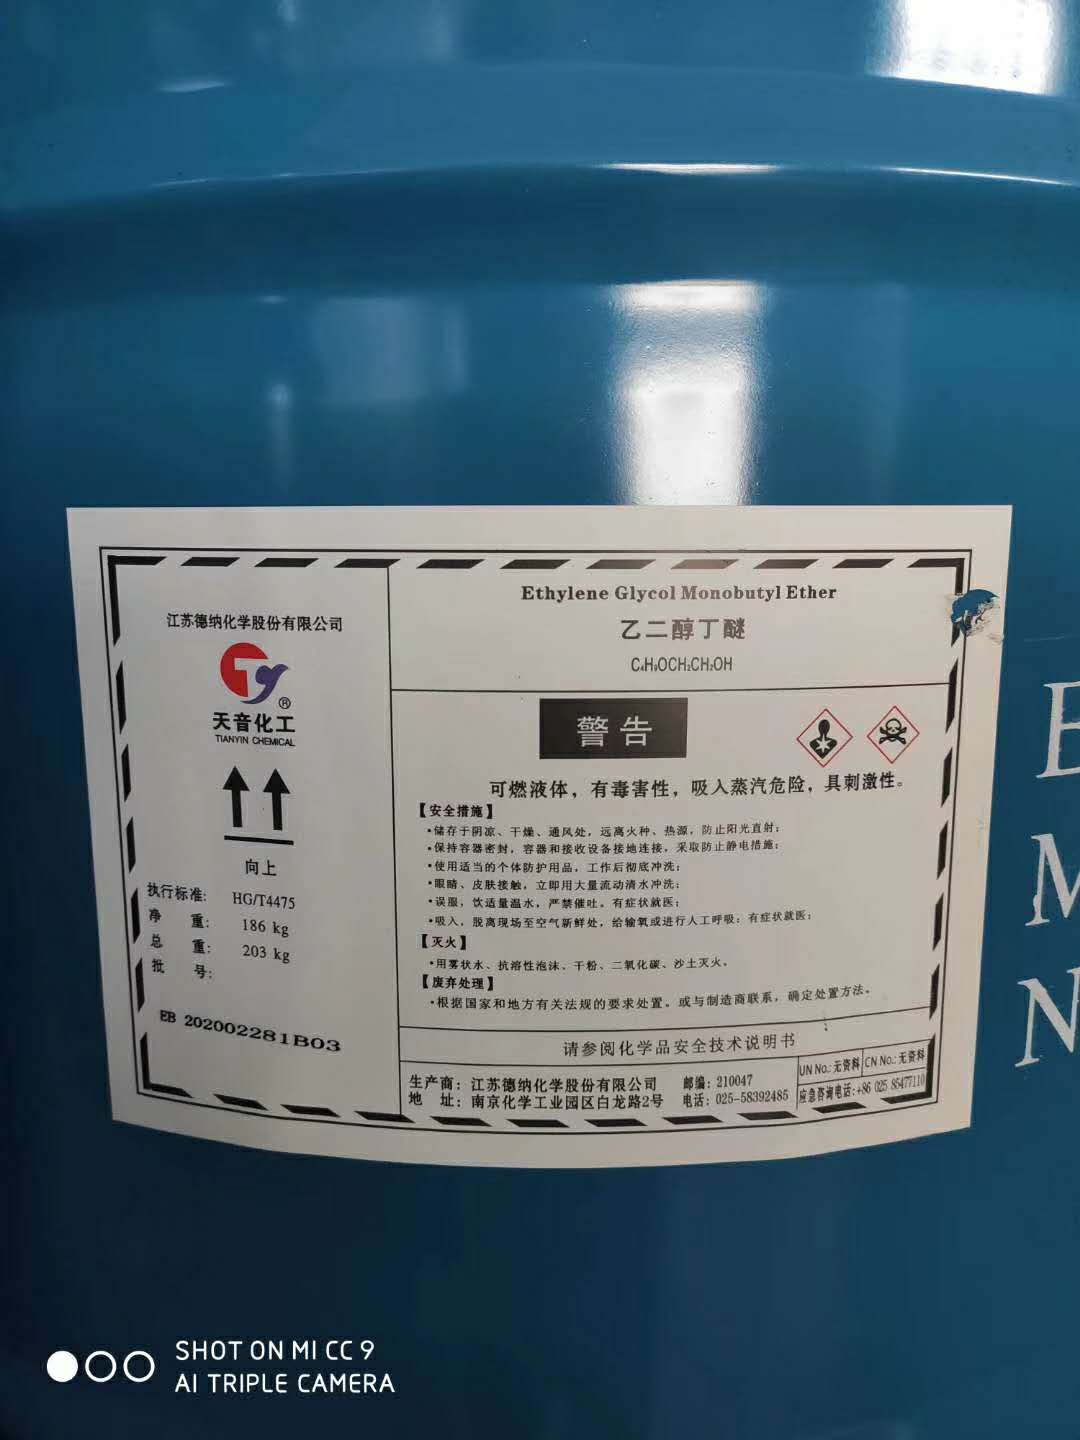 江苏德纳化学股份有限公司
TY®
天音化工
TIANYIN CHEMICAL
向上
执行标准: HG/T4475
净 重: 186 kg
总 重: 203 kg
批 号:
EB 202002281B03
Ethylene Glycol Monobutyl Ether
乙二醇丁醚
C₄H₉OCH₂CH₂OH
警告
可燃液体，有毒害性，吸入蒸汽危险，具刺激性。
【安全措施】
•储存于阴凉、干燥、通风处，远离火种、热源，防止阳光直射；
•保持容器密封，容器和接收设备接地连接，采取防止静电措施；
•使用适当的个体防护用品，工作后彻底冲洗；
•眼睛、皮肤接触，立即用大量流动清水冲洗；
•误服，饮适量温水，严禁催吐。有症状就医；
•吸入，脱离现场至空气新鲜处，给输氧或进行人工呼吸；有症状就医；
【灭火】
•用雾状水、抗溶性泡沫、干粉、二氧化碳、沙土灭火。
【废弃处理】
•根据国家和地方有关法规的要求处置。或与制造商联系，确定处置方法。
请参阅化学品安全技术说明书
生产商：江苏德纳化学股份有限公司 邮编：210047
地 址：南京化学工业园区白龙路2号 电话：025-58392485
UN No.: 无资料 CN No.: 无资料
应急咨询电话：+86 025 85477110
E
M
N
SHOT ON MI CC 9
AI TRIPLE CAMERA